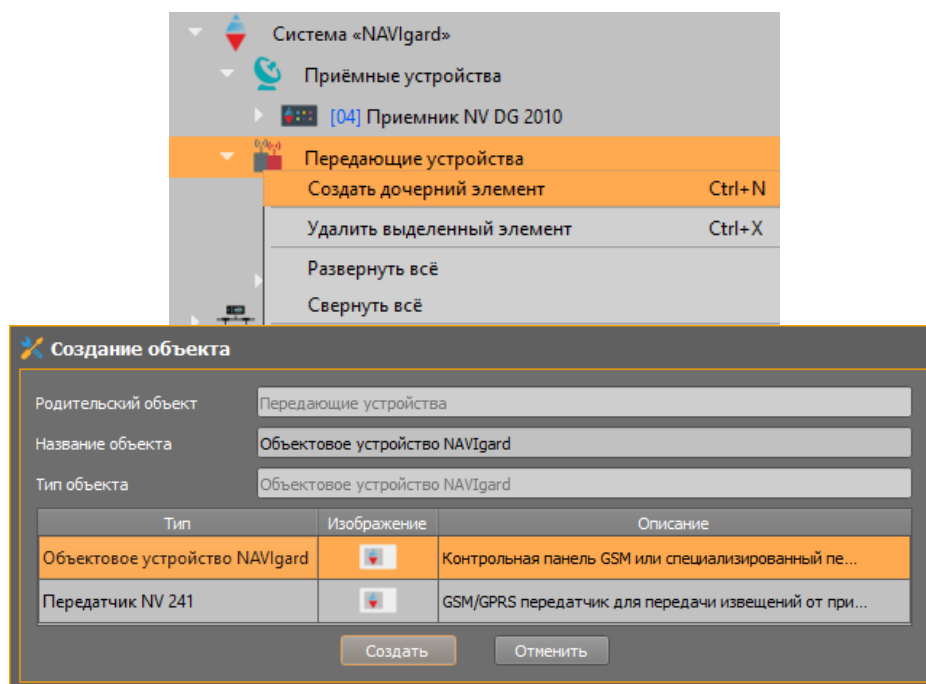 Система «NAVIgard»
Приёмные устройства
[04] Приемник NV DG 2010
Передающие устройства
Создать дочерний элемент Ctrl+N
Удалить выделенный элемент Ctrl+X
Развернуть всё
Свернуть всё
Создание объекта
Родительский объект Передающие устройства
Название объекта Объектовое устройство NAVIgard
Тип объекта Объектовое устройство NAVIgard
Тип Изображение Описание
Объектовое устройство NAVIgard Контрольная панель GSM или специализированный пе...
Передатчик NV 241 GSM/GPRS передатчик для передачи извещений от при...
Создать Отменить